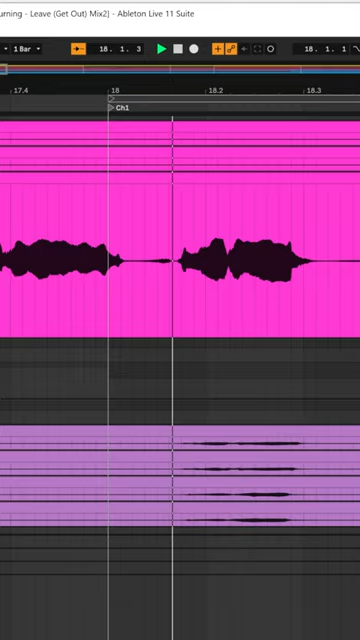 urning - Leave (Get Out) Mix2] - Ableton Live 11 Suite
1 Bar 18. 1. 3 18. 1. 1
17.4 18 18.2 18.3
Ch1